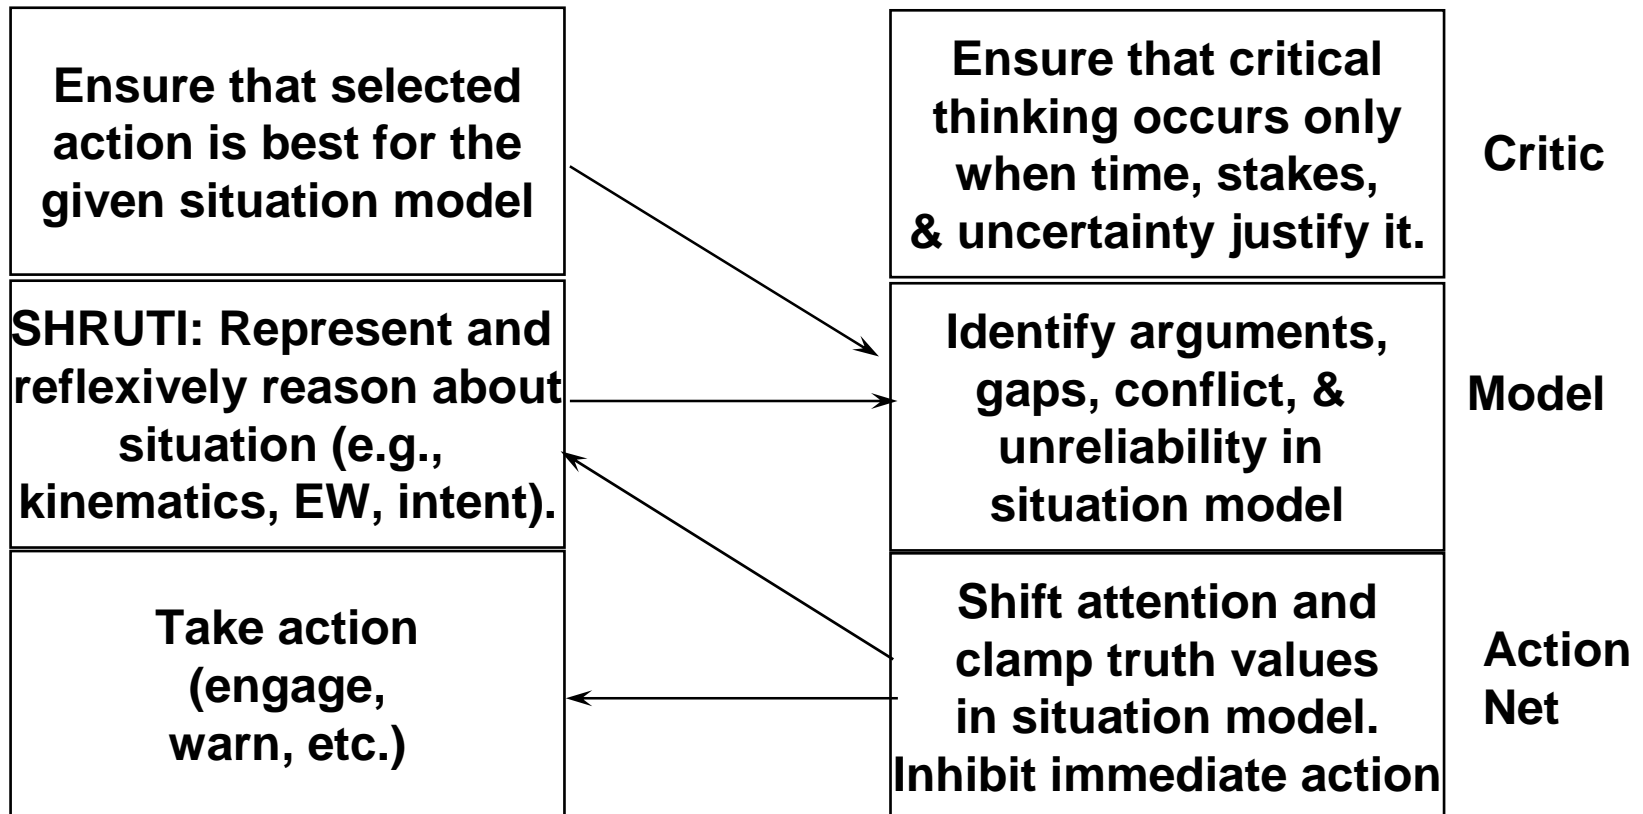 Ensure that selected
action is best for the
given situation model
Ensure that critical
thinking occurs only
when time, stakes,
& uncertainty justify it.
Critic
SHRUTI: Represent and
reflexively reason about
situation (e.g.,
kinematics, EW, intent).
Identify arguments,
gaps, conflict, &
unreliability in
situation model
Model
Take action
(engage,
warn, etc.)
Shift attention and
clamp truth values
in situation model.
Inhibit immediate action
Action
Net